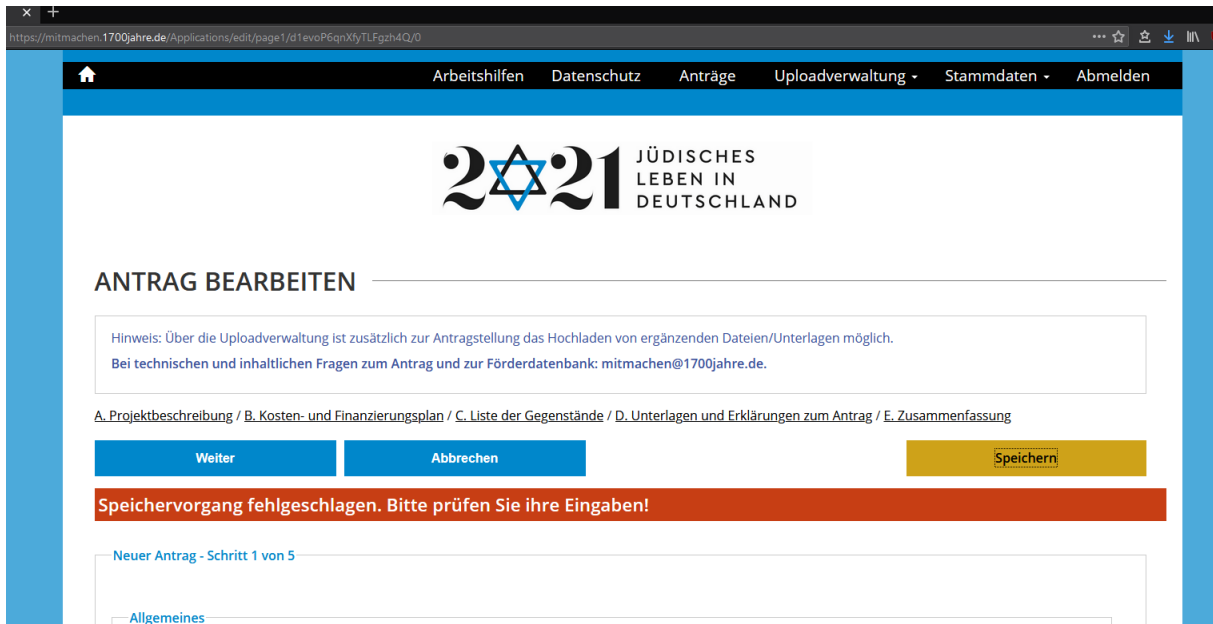 https://mitmachen.1700jahre.de/Applications/edit/page1/d1evoP6qnXfyTLFgzh4Q/0
Arbeitshilfen Datenschutz Anträge Uploadverwaltung Stammdaten Abmelden
2021 JÜDISCHES
LEBEN IN
DEUTSCHLAND
ANTRAG BEARBEITEN
Hinweis: Über die Uploadverwaltung ist zusätzlich zur Antragstellung das Hochladen von ergänzenden Dateien/Unterlagen möglich.
Bei technischen und inhaltlichen Fragen zum Antrag und zur Förderdatenbank: mitmachen@1700jahre.de.
A. Projektbeschreibung / B. Kosten- und Finanzierungsplan / C. Liste der Gegenstände / D. Unterlagen und Erklärungen zum Antrag / E. Zusammenfassung
Weiter Abbrechen Speichern
Speichervorgang fehlgeschlagen. Bitte prüfen Sie ihre Eingaben!
Neuer Antrag - Schritt 1 von 5
Allgemeines